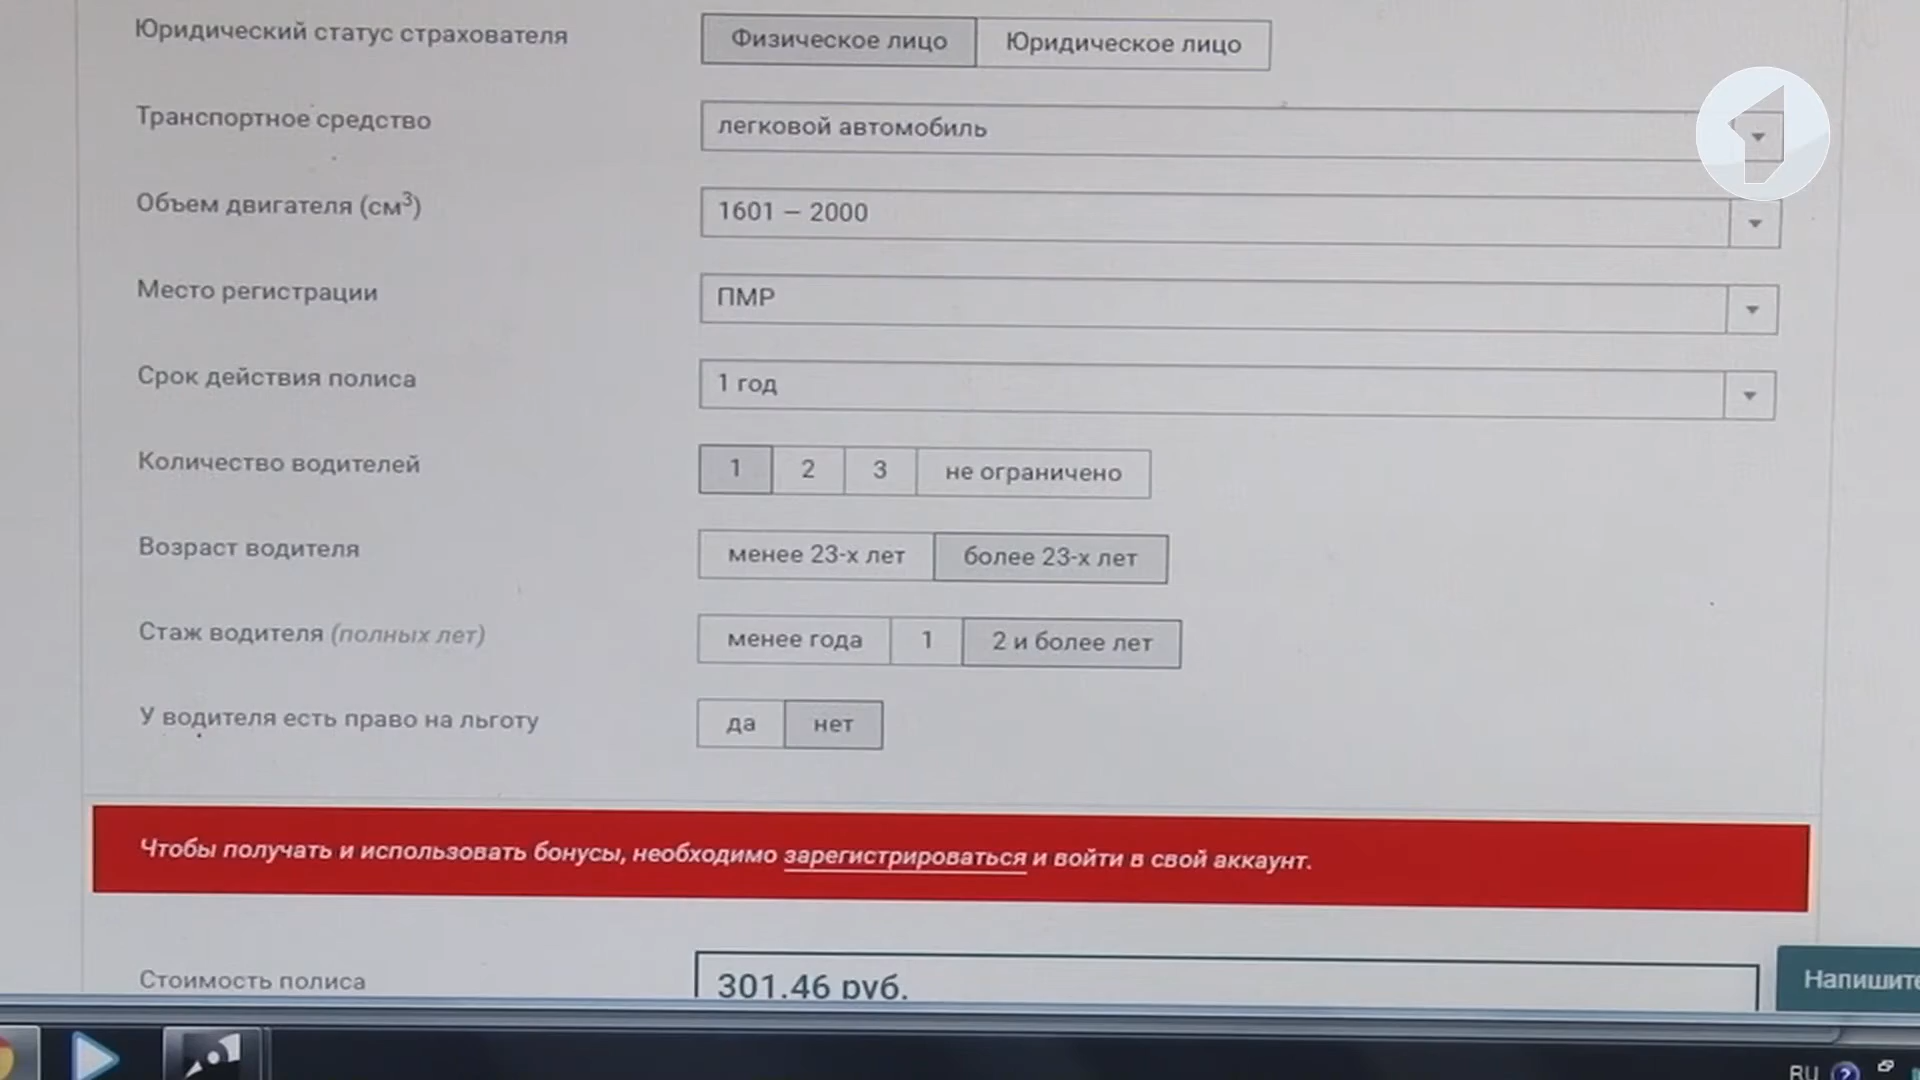 Юридический статус страхователя Физическое лицо Юридическое лицо
Транспортное средство легковой автомобиль
Объем двигателя (см³) 1601 – 2000
Место регистрации ПМР
Срок действия полиса 1 год
Количество водителей 1 2 3 не ограничено
Возраст водителя менее 23-х лет более 23-х лет
Стаж водителя (полных лет) менее года 1 2 и более лет
У водителя есть право на льготу да нет
Чтобы получать и использовать бонусы, необходимо зарегистрироваться и войти в свой аккаунт.
Стоимость полиса 301.46 руб.
Напишите
RU